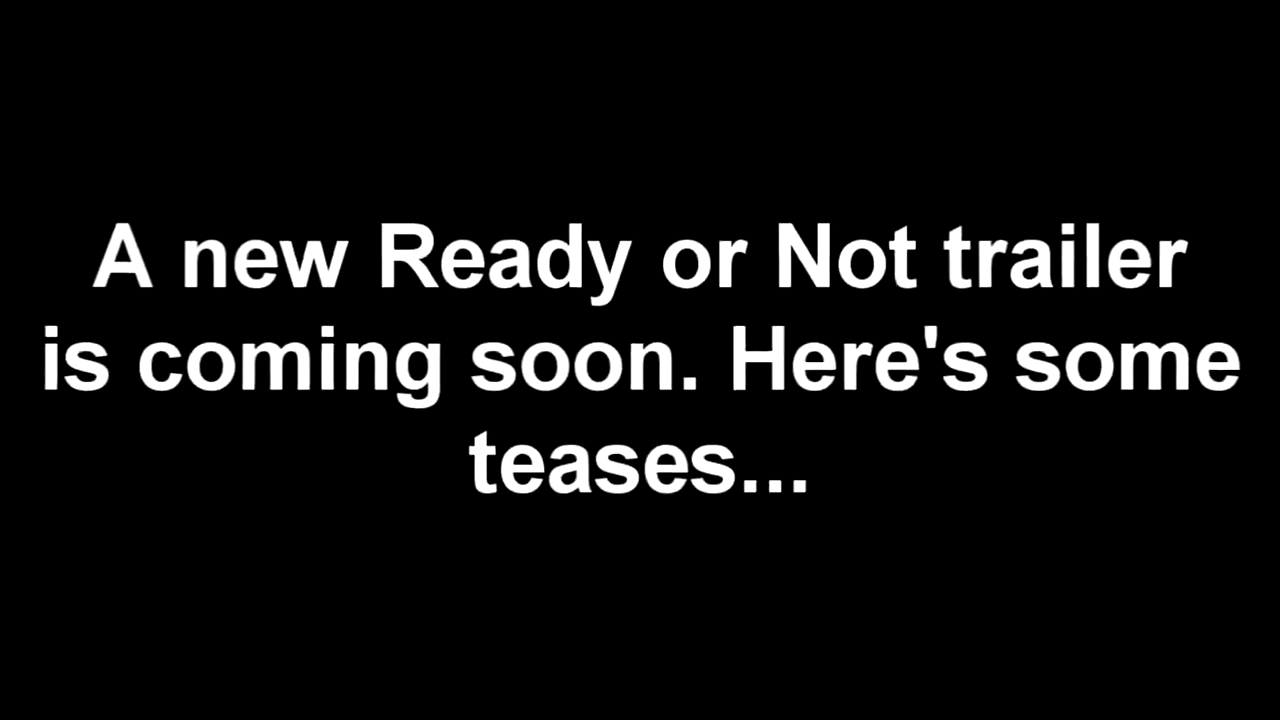 A new Ready or Not trailer
is coming soon. Here's some
teases...